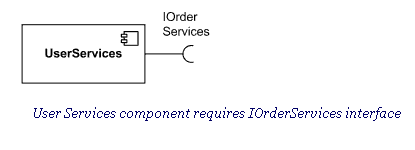 IOrder
Services
UserServices
User Services component requires IOrderServices interface